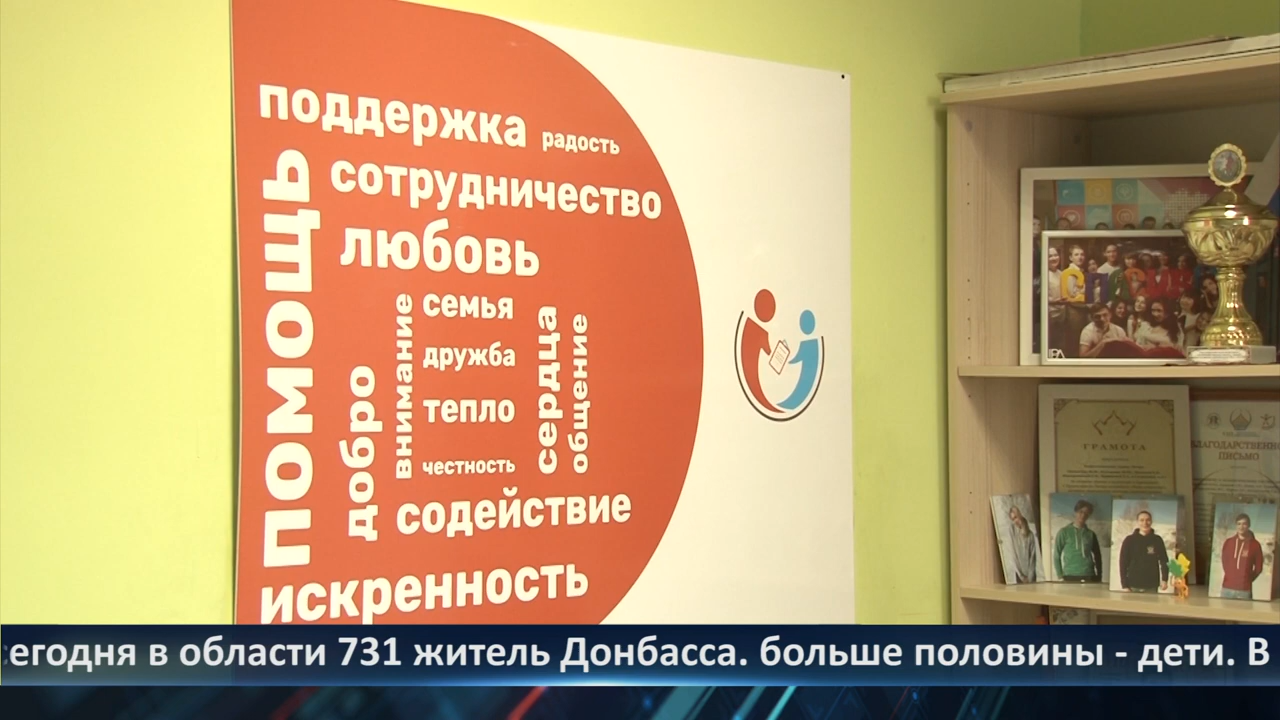 поддержка
радость
помощь
сотрудничество
любовь
семья
дружба
тепло
честность
внимание
добро
сердца
общение
содействие
искренность
ГРАМОТА
БЛАГОДАРСТВЕННОЕ
ПИСЬМО
сегодня в области 731 житель Донбасса. больше половины - дети. В